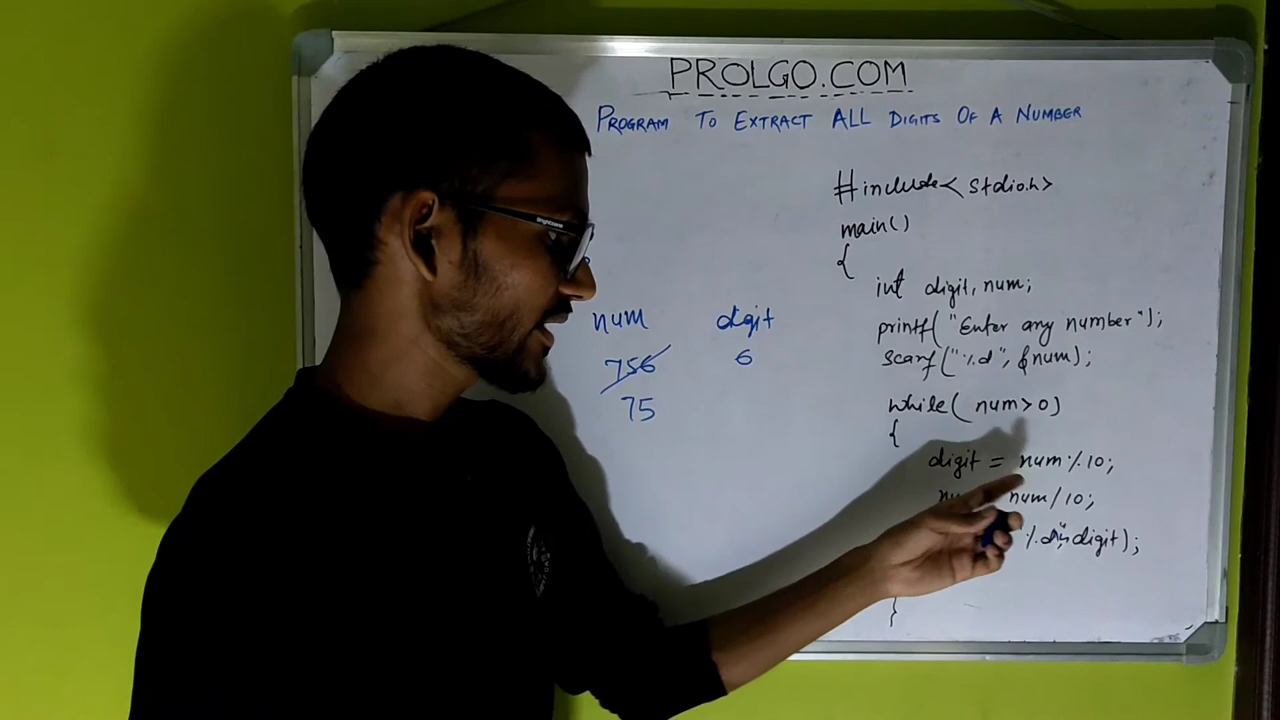 PROLGO.COM
PROGRAM TO EXTRACT ALL DIGITS OF A NUMBER
#include<stdio.h>
main()
{
int digit, num;
printf("Enter any number");
scanf("%d", &num);
while( num>0)
{
digit = num%10;
num/10;
%d\n", digit);
}
num digit
756 6
75